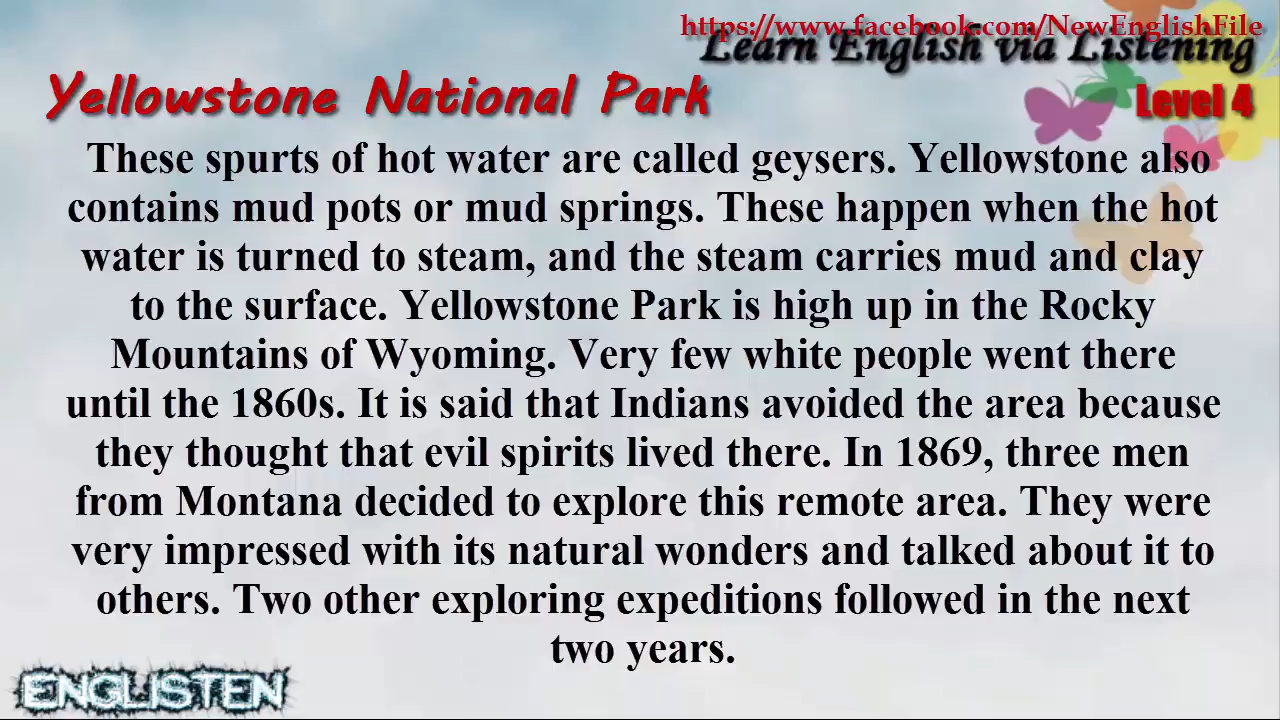 https://www.facebook.com/NewEnglishFile
Learn English via Listening
Yellowstone National Park
Level 4
These spurts of hot water are called geysers. Yellowstone also
contains mud pots or mud springs. These happen when the hot
water is turned to steam, and the steam carries mud and clay
to the surface. Yellowstone Park is high up in the Rocky
Mountains of Wyoming. Very few white people went there
until the 1860s. It is said that Indians avoided the area because
they thought that evil spirits lived there. In 1869, three men
from Montana decided to explore this remote area. They were
very impressed with its natural wonders and talked about it to
others. Two other exploring expeditions followed in the next
two years.
ENGLISTEN